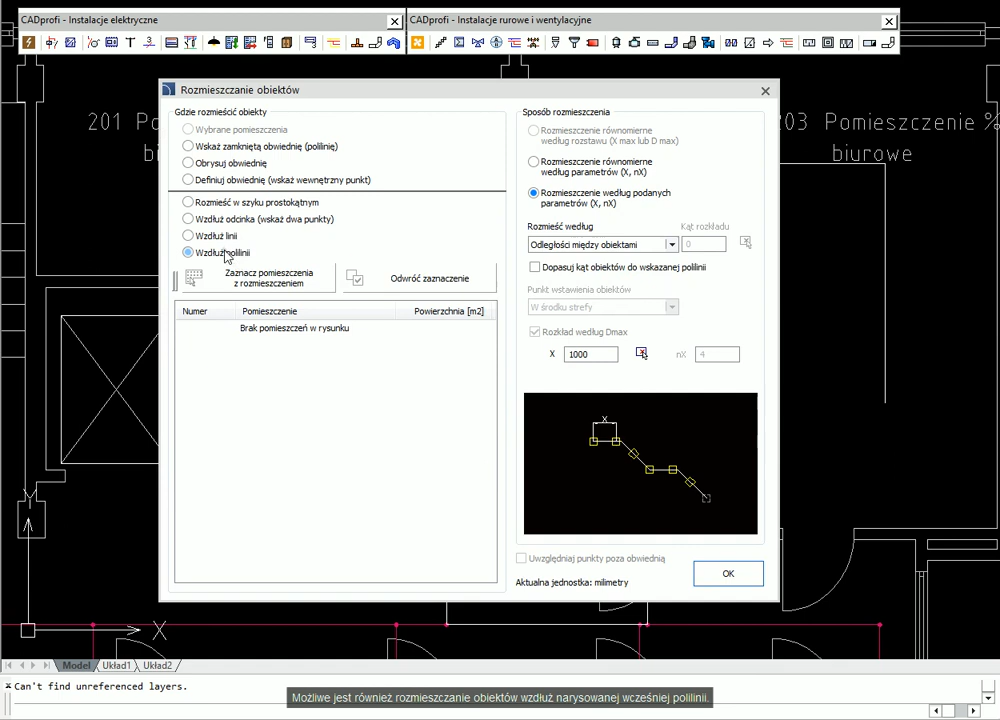 CADprofi - Instalacje elektryczne
CADprofi - Instalacje rurowe i wentylacyjne
Rozmieszczanie obiektów
Gdzie rozmieścić obiekty
Wybrane pomieszczenia
Wskaż zamkniętą obwiednię (polilinię)
Obrysuj obwiednię
Definiuj obwiednię (wskaż wewnętrzny punkt)
Rozmieść w szyku prostokątnym
Wzdłuż odcinka (wskaż dwa punkty)
Wzdłuż linii
Wzdłuż polilinii
Zaznacz pomieszczenia
z rozmieszczeniem
Odwróć zaznaczenie
Numer Pomieszczenie Powierzchnia [m2]
Brak pomieszczeń w rysunku
Sposób rozmieszczenia
Rozmieszczenie równomierne
według rozstawu (X max lub D max)
Rozmieszczenie równomierne
według parametrów (X, nX)
Rozmieszczenie według podanych
parametrów (X, nX)
Rozmieść według Kąt rozkładu
Odległości między obiektami 0
Dopasuj kąt obiektów do wskazanej polilinii
Punkt wstawienia obiektów
W środku strefy
Rozkład według Dmax
X 1000 nX 4
X
Uwzględniaj punkty poza obwiednią
Aktualna jednostka: milimetry
OK
201 Po
bi
203 Pomieszczenie %
biurowe
Y
X
Model Układ1 Układ2
Can't find unreferenced layers.
Możliwe jest również rozmieszczanie obiektów wzdłuż narysowanej wcześniej polilinii.